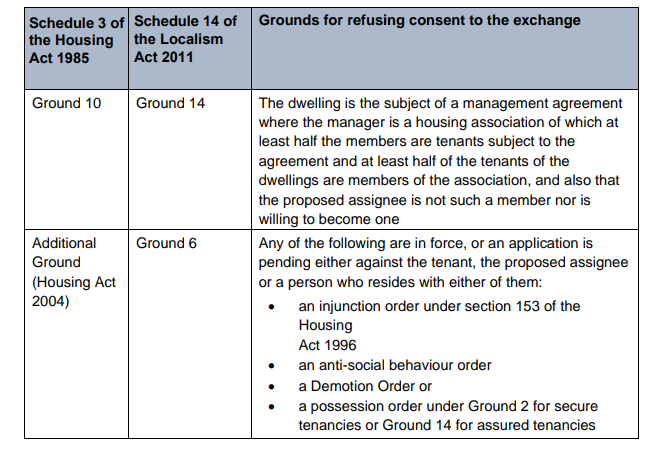 Schedule 3 of
the Housing
Act 1985
Schedule 14 of
the Localism
Act 2011
Grounds for refusing consent to the exchange
Ground 10
Ground 14
The dwelling is the subject of a management agreement
where the manager is a housing association of which at
least half the members are tenants subject to the
agreement and at least half of the tenants of the
dwellings are members of the association, and also that
the proposed assignee is not such a member nor is
willing to become one
Additional
Ground
(Housing Act
2004)
Ground 6
Any of the following are in force, or an application is
pending either against the tenant, the proposed assignee
or a person who resides with either of them:
• an injunction order under section 153 of the
Housing
Act 1996
• an anti-social behaviour order
• a Demotion Order or
• a possession order under Ground 2 for secure
tenancies or Ground 14 for assured tenancies